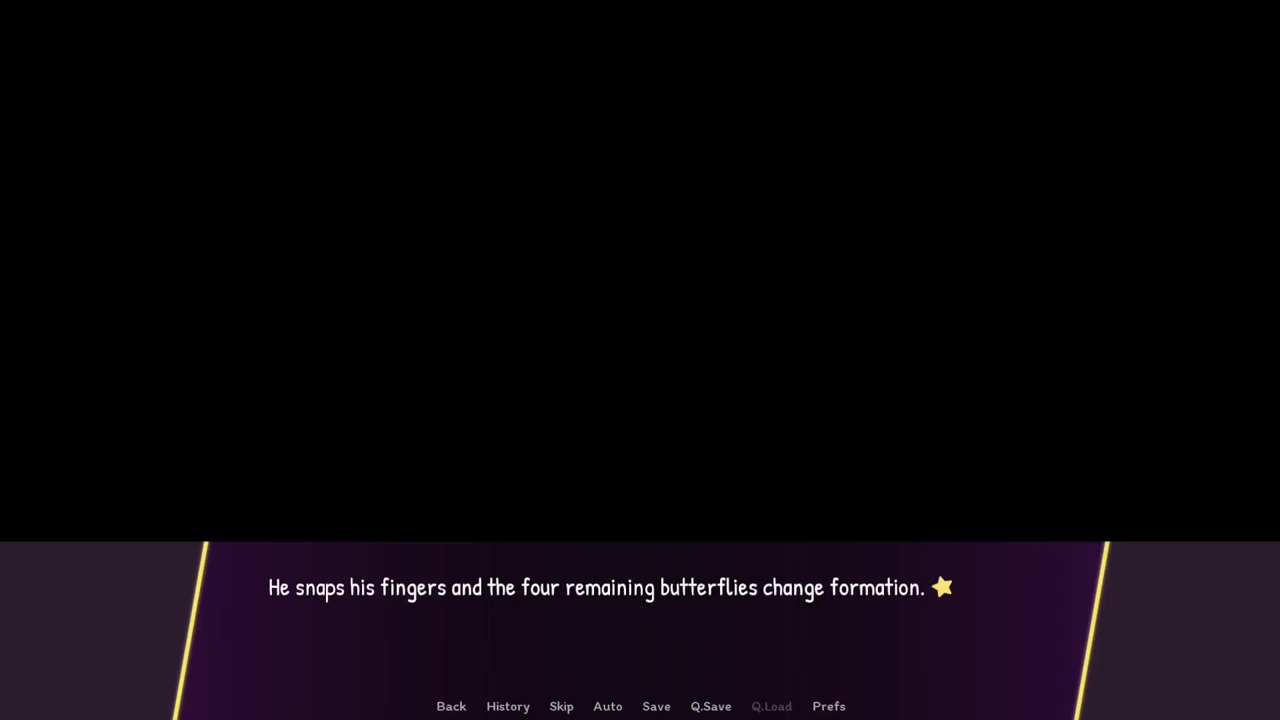 He snaps his fingers and the four remaining butterflies change formation.
Back History Skip Auto Save Q.Save Q.Load Prefs